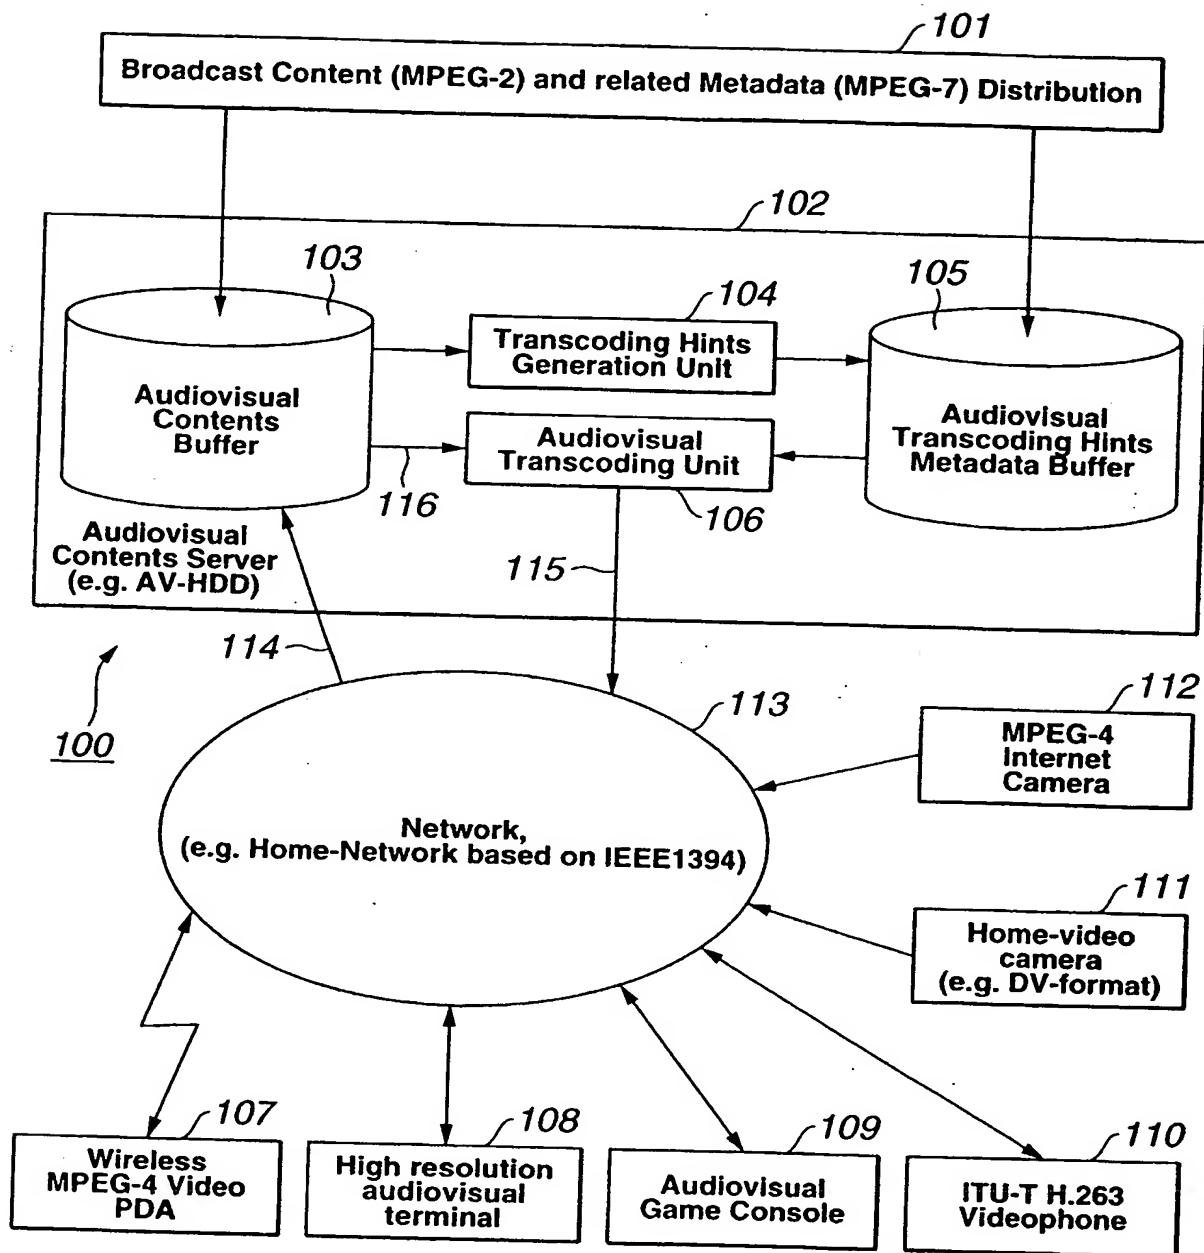 101
Broadcast Content (MPEG-2) and related Metadata (MPEG-7) Distribution
102
103
104
105
Transcoding Hints
Generation Unit
Audiovisual
Contents
Buffer
Audiovisual
Transcoding Unit
Audiovisual
Transcoding Hints
Metadata Buffer
116
106
Audiovisual
Contents Server
(e.g. AV-HDD)
115
114
100
113
112
MPEG-4
Internet
Camera
Network,
(e.g. Home-Network based on IEEE1394)
111
Home-video
camera
(e.g. DV-format)
107
108
109
110
Wireless
MPEG-4 Video
PDA
High resolution
audiovisual
terminal
Audiovisual
Game Console
ITU-T H.263
Videophone